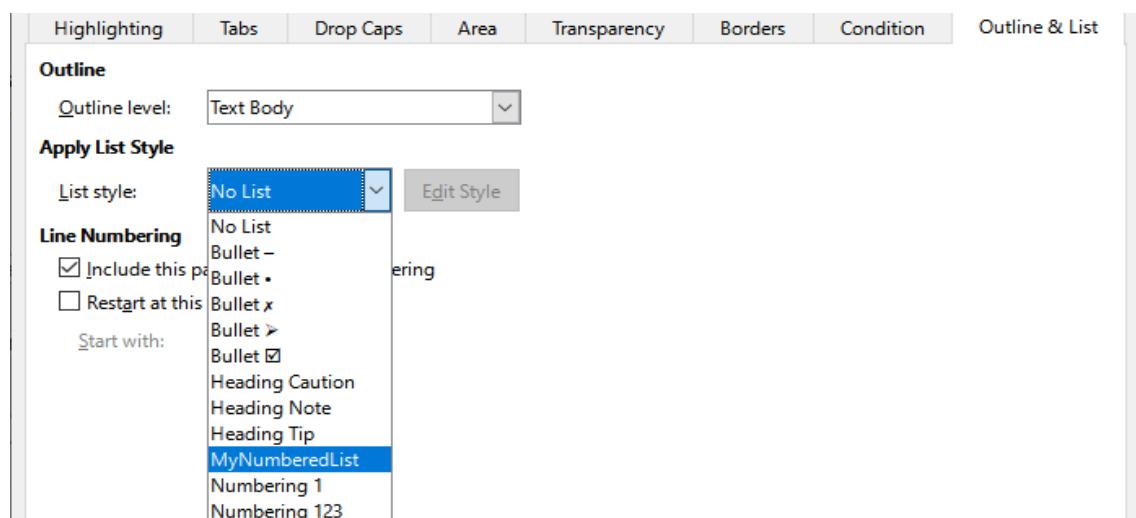 Highlighting Tabs Drop Caps Area Transparency Borders Condition Outline & List
Outline
Outline level: Text Body
Apply List Style
List style: No List Edit Style
No List
Line Numbering
Bullet –
Include this pa ering
Bullet •
Restart at this Bullet ✗
Bullet ➢
Start with:
Bullet ☑
Heading Caution
Heading Note
Heading Tip
MyNumberedList
Numbering 1
Numbering 123